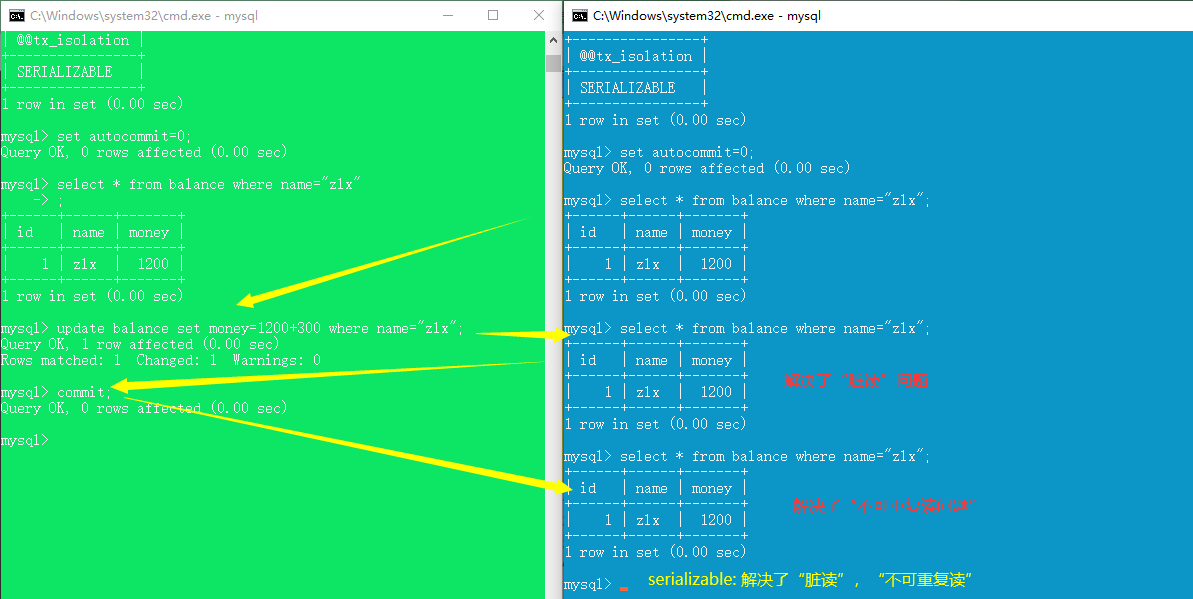 C:\Windows\system32\cmd.exe - mysql
| @@tx_isolation |
+----------------+
| SERIALIZABLE   |
+----------------+
1 row in set (0.00 sec)
mysql> set autocommit=0;
Query OK, 0 rows affected (0.00 sec)
mysql> select * from balance where name="zlx"
    -> ;
+------+------+-------+
| id   | name | money |
+------+------+-------+
|    1 | zlx  |  1200 |
+------+------+-------+
1 row in set (0.00 sec)
mysql> update balance set money=1200+300 where name="zlx";
Query OK, 1 row affected (0.00 sec)
Rows matched: 1  Changed: 1  Warnings: 0
mysql> commit;
Query OK, 0 rows affected (0.00 sec)
mysql>
C:\Windows\system32\cmd.exe - mysql
+----------------+
| @@tx_isolation |
+----------------+
| SERIALIZABLE   |
+----------------+
1 row in set (0.00 sec)
mysql> set autocommit=0;
Query OK, 0 rows affected (0.00 sec)
mysql> select * from balance where name="zlx";
+------+------+-------+
| id   | name | money |
+------+------+-------+
|    1 | zlx  |  1200 |
+------+------+-------+
1 row in set (0.00 sec)
mysql> select * from balance where name="zlx";
+------+------+-------+
| id   | name | money |
+------+------+-------+
|    1 | zlx  |  1200 |
+------+------+-------+
解决了“脏读”问题
1 row in set (0.00 sec)
mysql> select * from balance where name="zlx";
+------+------+-------+
| id   | name | money |
+------+------+-------+
|    1 | zlx  |  1200 |
+------+------+-------+
解决了“不可
1 row in set (0.00 sec)
mysql>
serializable: 解决了“脏读”，“不可重复读”